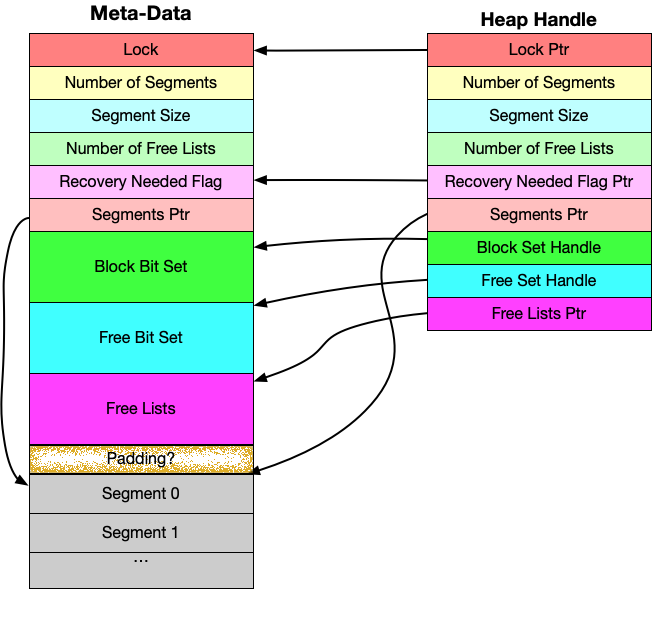 Meta-Data
Lock
Number of Segments
Segment Size
Number of Free Lists
Recovery Needed Flag
Segments Ptr
Block Bit Set
Free Bit Set
Free Lists
Padding?
Segment 0
Segment 1
...
Heap Handle
Lock Ptr
Number of Segments
Segment Size
Number of Free Lists
Recovery Needed Flag Ptr
Segments Ptr
Block Set Handle
Free Set Handle
Free Lists Ptr